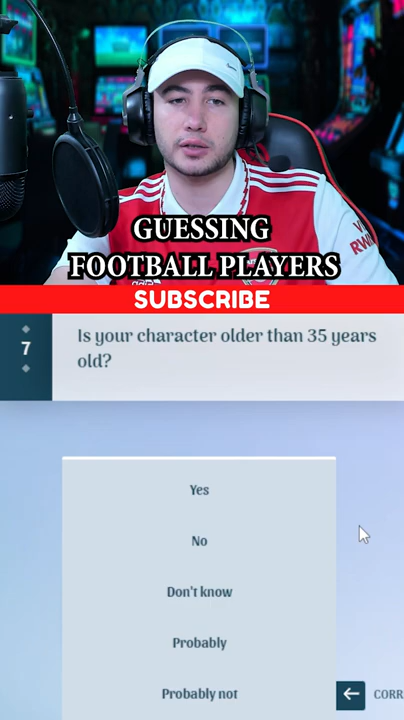 GUESSING
FOOTBALL PLAYERS
SUBSCRIBE
7
Is your character older than 35 years
old?
Yes
No
Don't know
Probably
Probably not
CORR